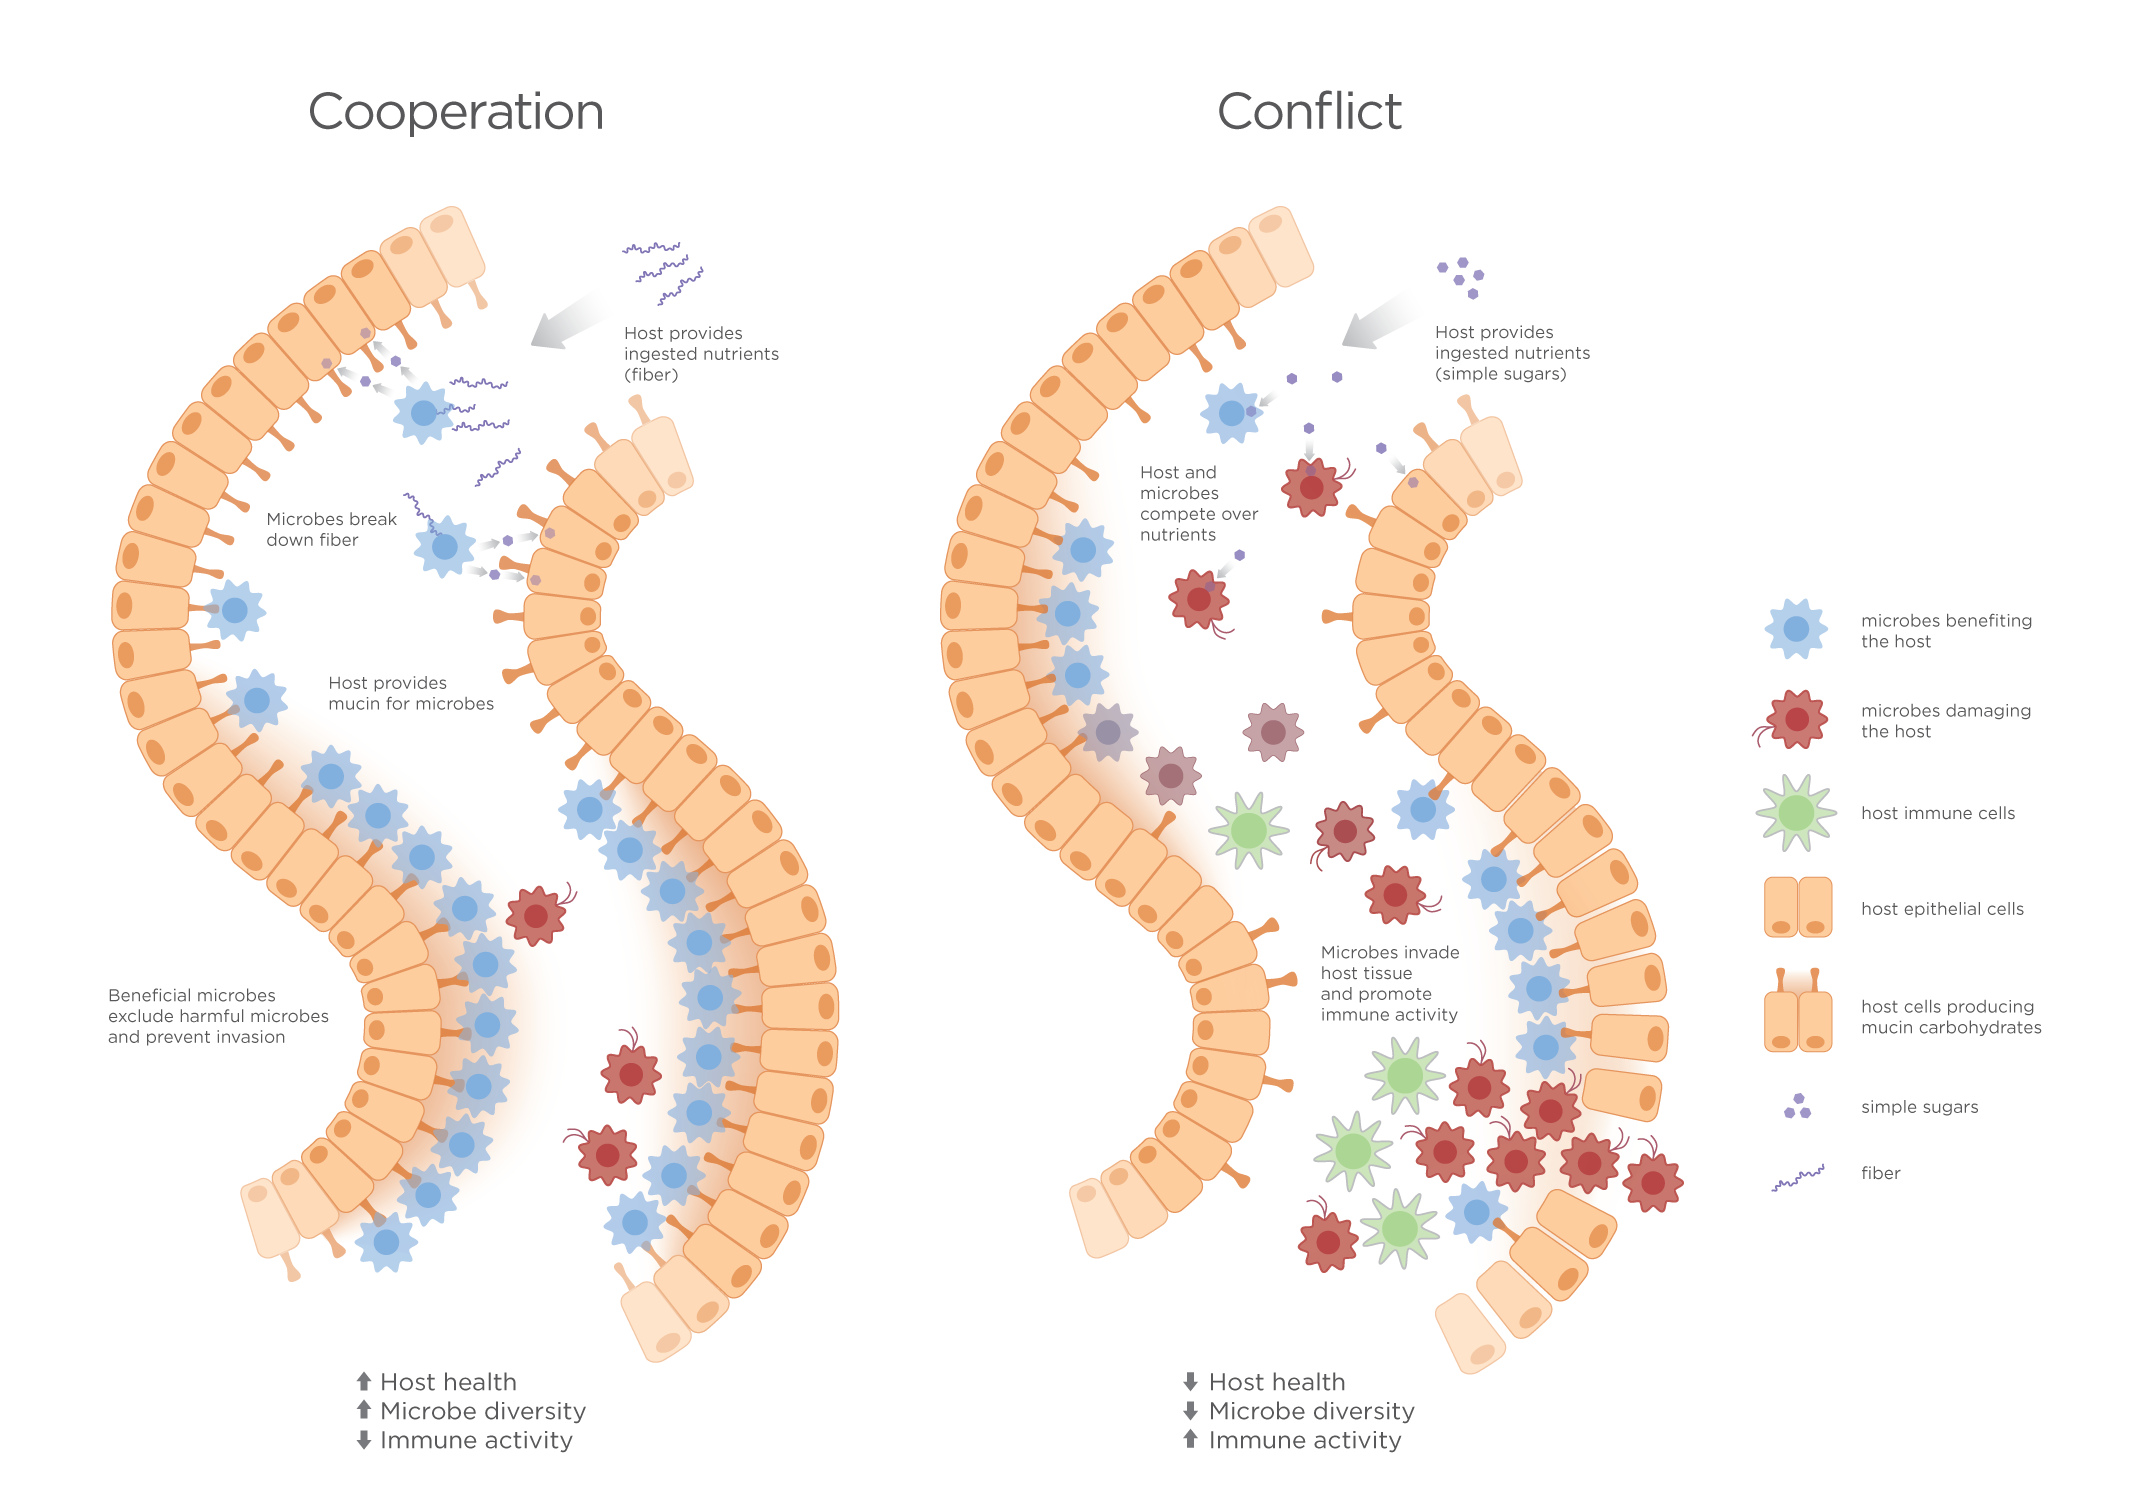 Cooperation
Host provides
ingested nutrients
(fiber)
Microbes break
down fiber
Host provides
mucin for microbes
Beneficial microbes
exclude harmful microbes
and prevent invasion
Host health
Microbe diversity
Immune activity
Conflict
Host provides
ingested nutrients
(simple sugars)
Host and
microbes
compete over
nutrients
Microbes invade
host tissue
and promote
immune activity
Host health
Microbe diversity
Immune activity
microbes benefiting
the host
microbes damaging
the host
host immune cells
host epithelial cells
host cells producing
mucin carbohydrates
simple sugars
fiber